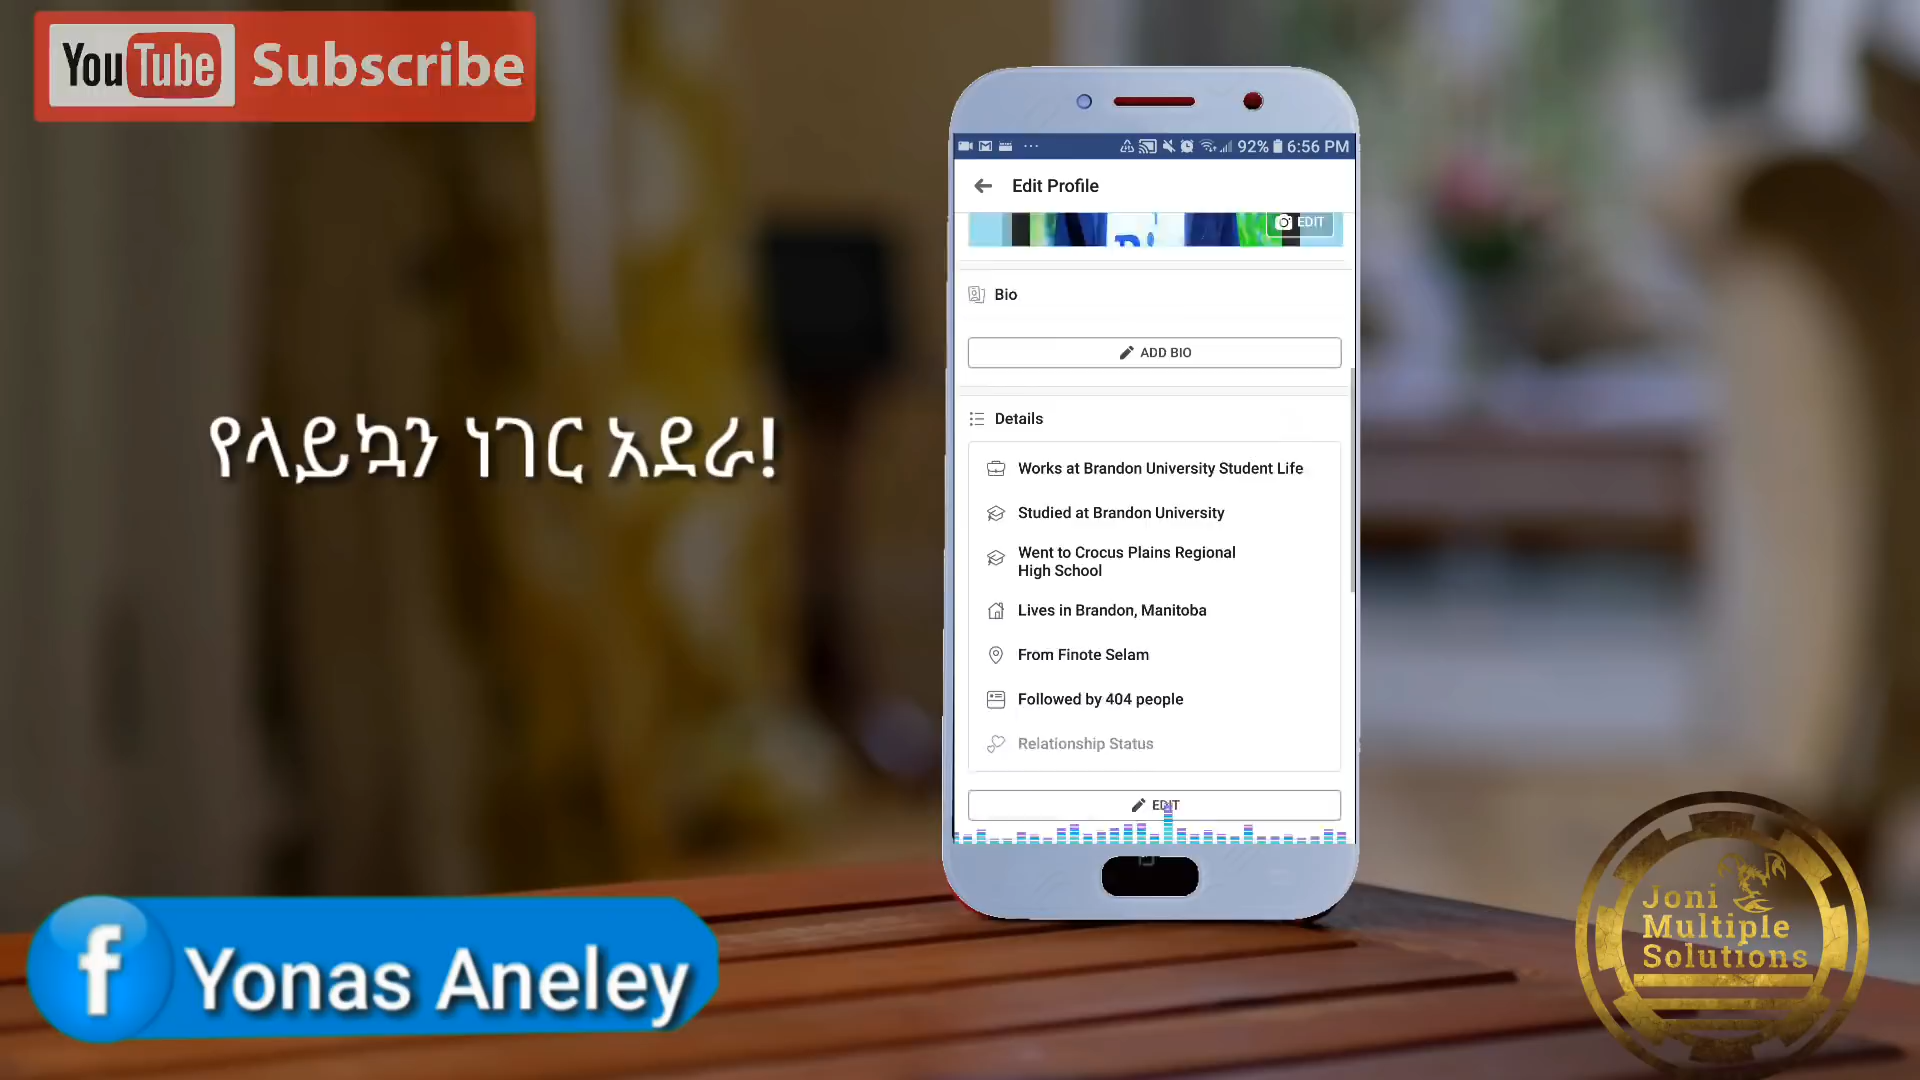 YouTube Subscribe
92% 6:56 PM
Edit Profile
EDIT
Bio
ADD BIO
የላይኳን ነገር አደራ!
Details
Works at Brandon University Student Life
Studied at Brandon University
Went to Crocus Plains Regional
High School
Lives in Brandon, Manitoba
From Finote Selam
Followed by 404 people
Relationship Status
EDIT
f Yonas Aneley
Joni
Multiple
Solutions